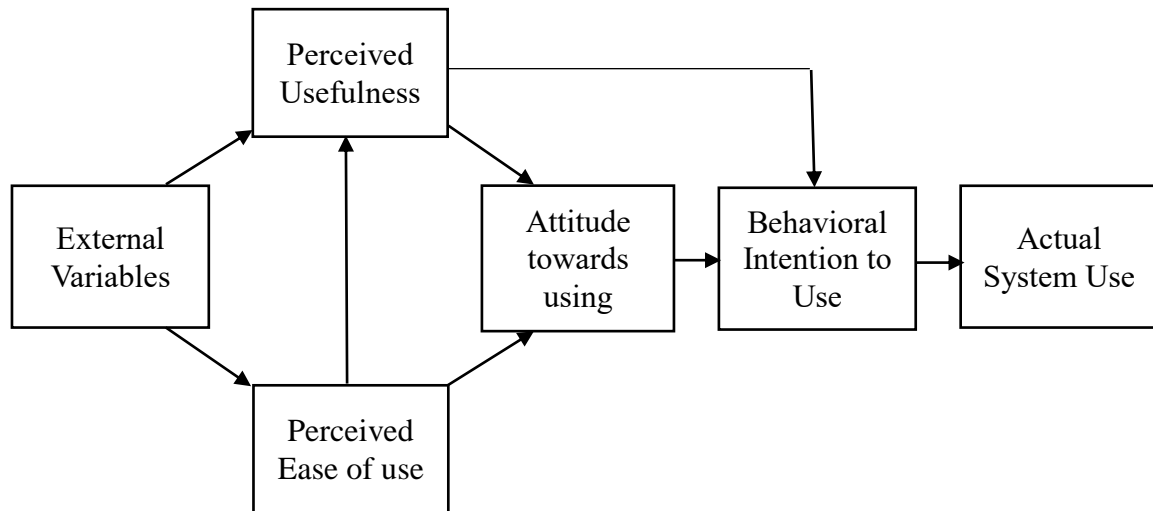 Perceived
Usefulness
External
Variables
Attitude
towards
using
Behavioral
Intention to
Use
Actual
System Use
Perceived
Ease of use